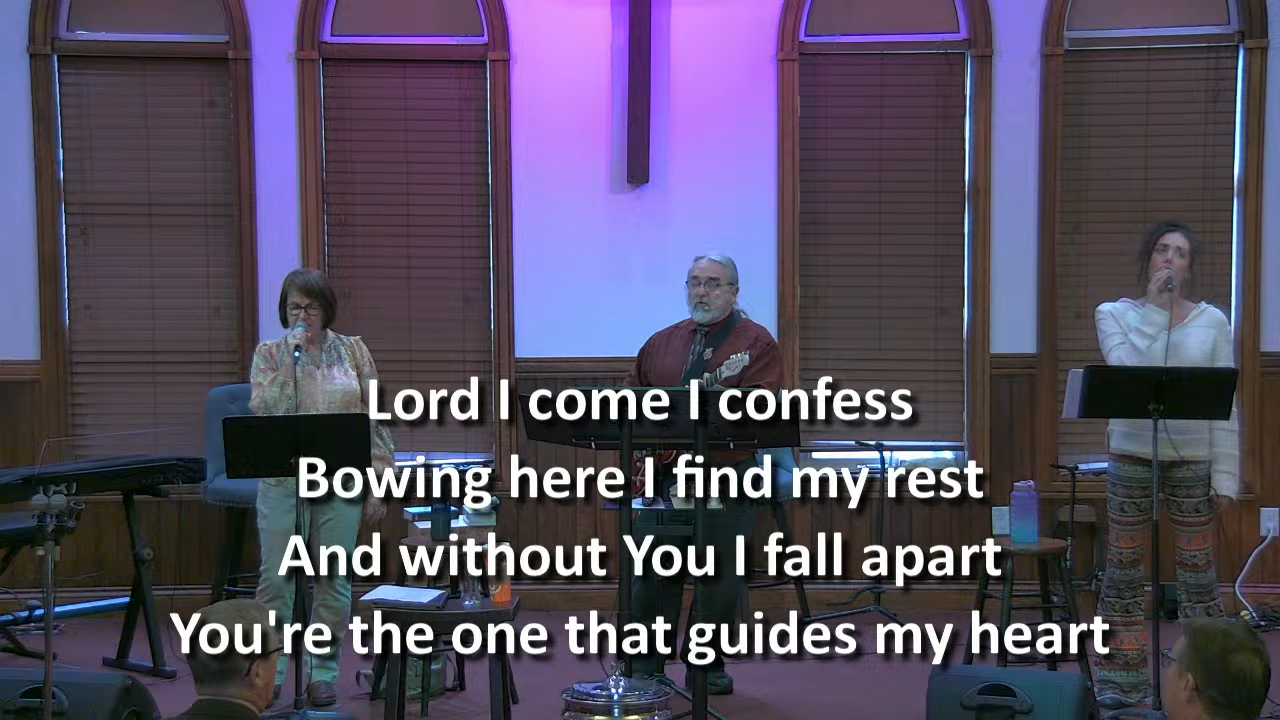 Lord I come I confess
Bowing here I find my rest
And without You I fall apart
You're the one that guides my heart